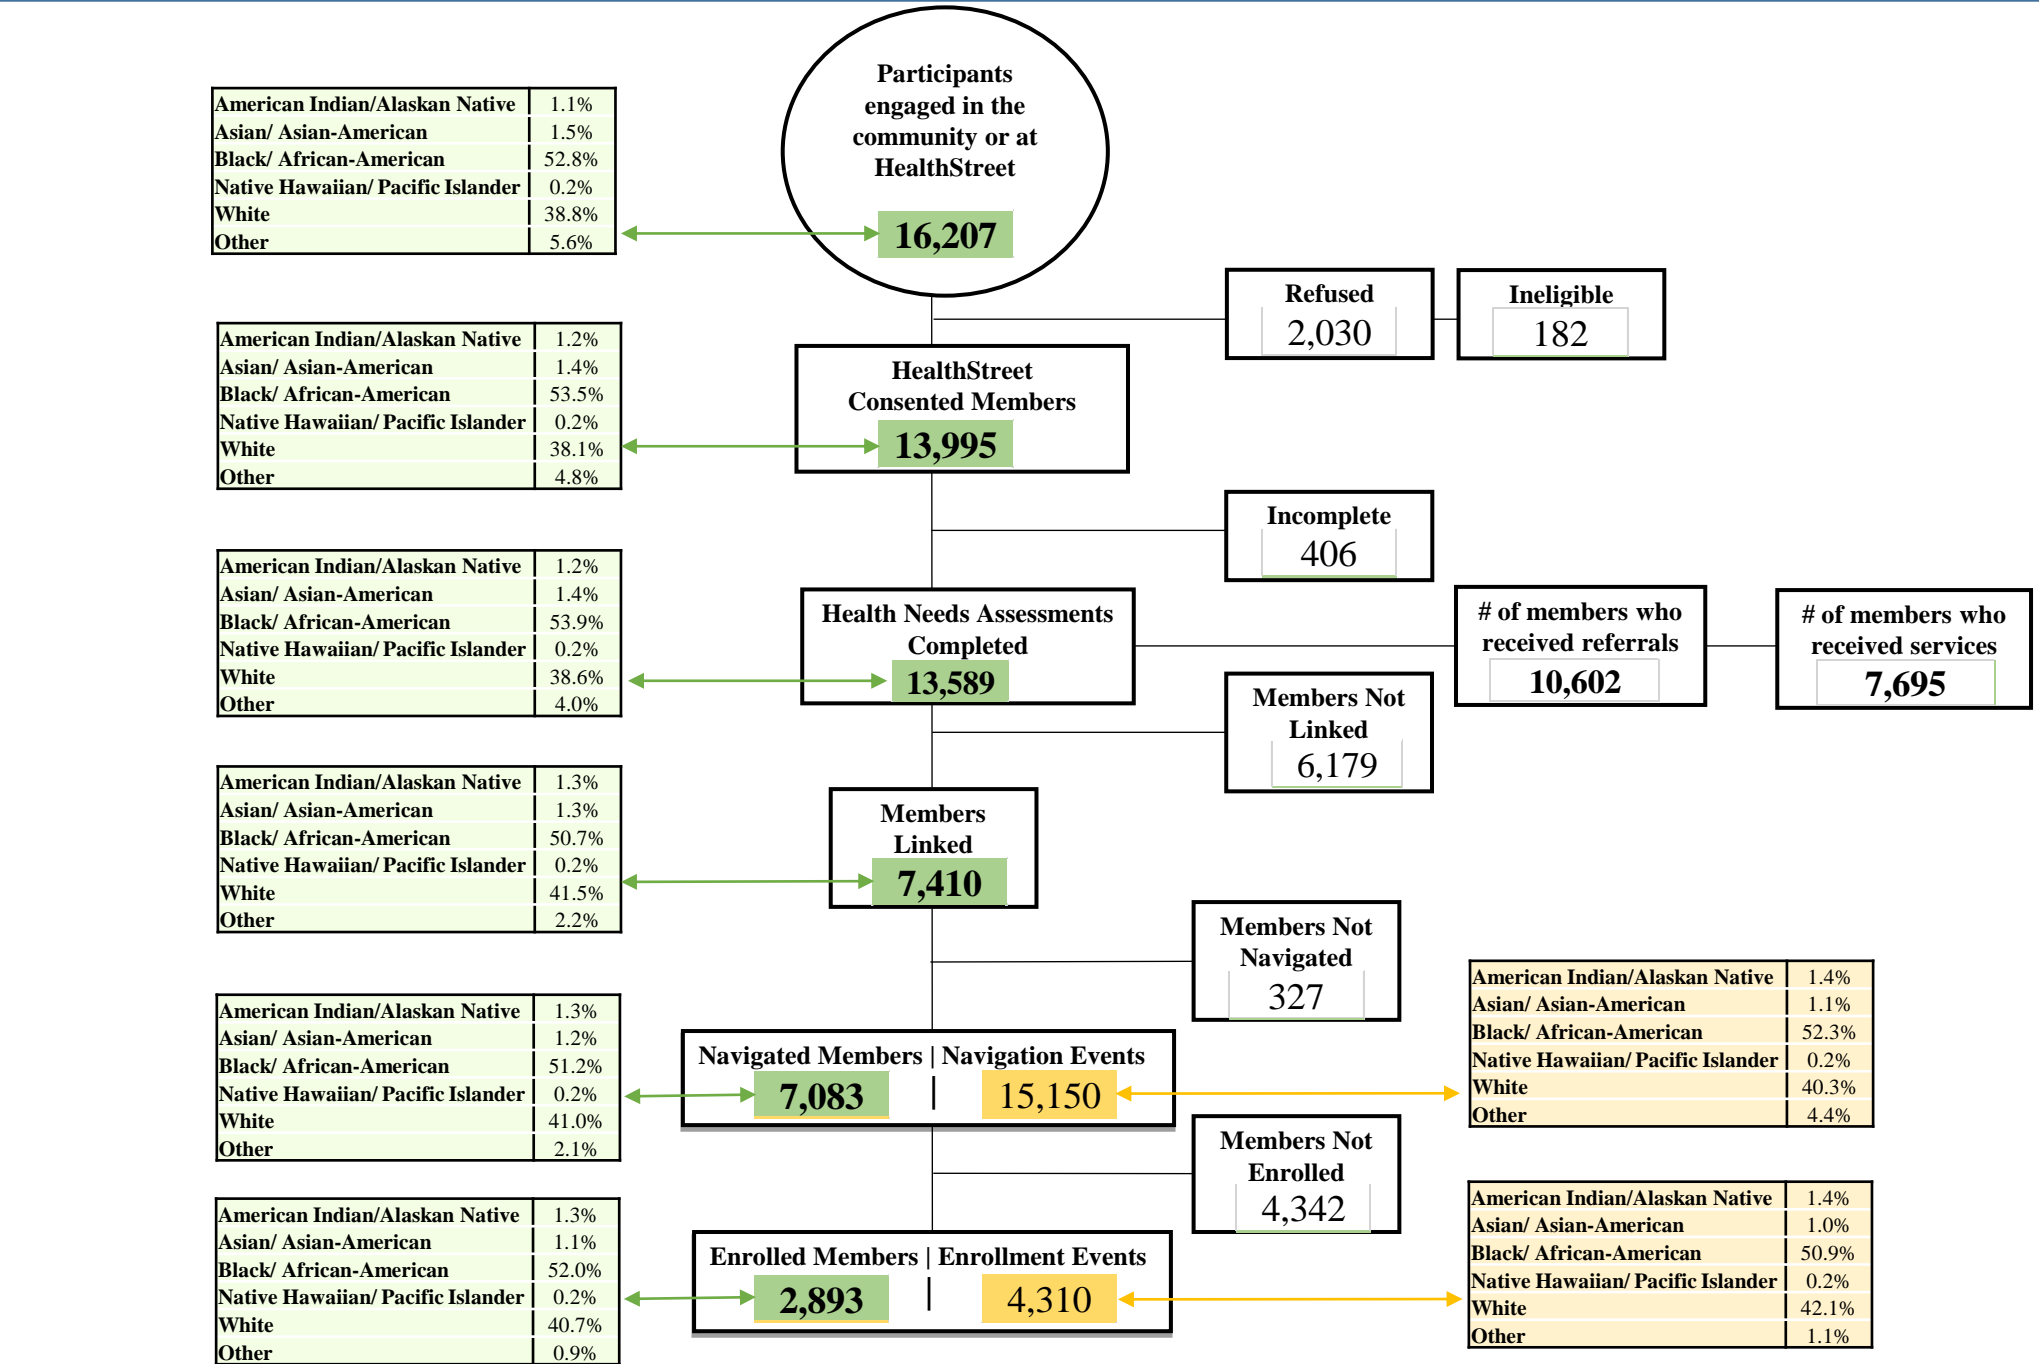 Participants
engaged in the
community or at
HealthStreet
16,207
American Indian/Alaskan Native 1.1%
Asian/ Asian-American 1.5%
Black/ African-American 52.8%
Native Hawaiian/ Pacific Islander 0.2%
White 38.8%
Other 5.6%
Refused
2,030
Ineligible
182
American Indian/Alaskan Native 1.2%
Asian/ Asian-American 1.4%
Black/ African-American 53.5%
Native Hawaiian/ Pacific Islander 0.2%
White 38.1%
Other 4.8%
HealthStreet
Consented Members
13,995
Incomplete
406
American Indian/Alaskan Native 1.2%
Asian/ Asian-American 1.4%
Black/ African-American 53.9%
Native Hawaiian/ Pacific Islander 0.2%
White 38.6%
Other 4.0%
Health Needs Assessments
Completed
13,589
# of members who
received referrals
10,602
# of members who
received services
7,695
Members Not
Linked
6,179
American Indian/Alaskan Native 1.3%
Asian/ Asian-American 1.3%
Black/ African-American 50.7%
Native Hawaiian/ Pacific Islander 0.2%
White 41.5%
Other 2.2%
Members
Linked
7,410
Members Not
Navigated
327
American Indian/Alaskan Native 1.3%
Asian/ Asian-American 1.2%
Black/ African-American 51.2%
Native Hawaiian/ Pacific Islander 0.2%
White 41.0%
Other 2.1%
Navigated Members | Navigation Events
7,083 | 15,150
American Indian/Alaskan Native 1.4%
Asian/ Asian-American 1.1%
Black/ African-American 52.3%
Native Hawaiian/ Pacific Islander 0.2%
White 40.3%
Other 4.4%
Members Not
Enrolled
4,342
American Indian/Alaskan Native 1.3%
Asian/ Asian-American 1.1%
Black/ African-American 52.0%
Native Hawaiian/ Pacific Islander 0.2%
White 40.7%
Other 0.9%
Enrolled Members | Enrollment Events
2,893 | 4,310
American Indian/Alaskan Native 1.4%
Asian/ Asian-American 1.0%
Black/ African-American 50.9%
Native Hawaiian/ Pacific Islander 0.2%
White 42.1%
Other 1.1%